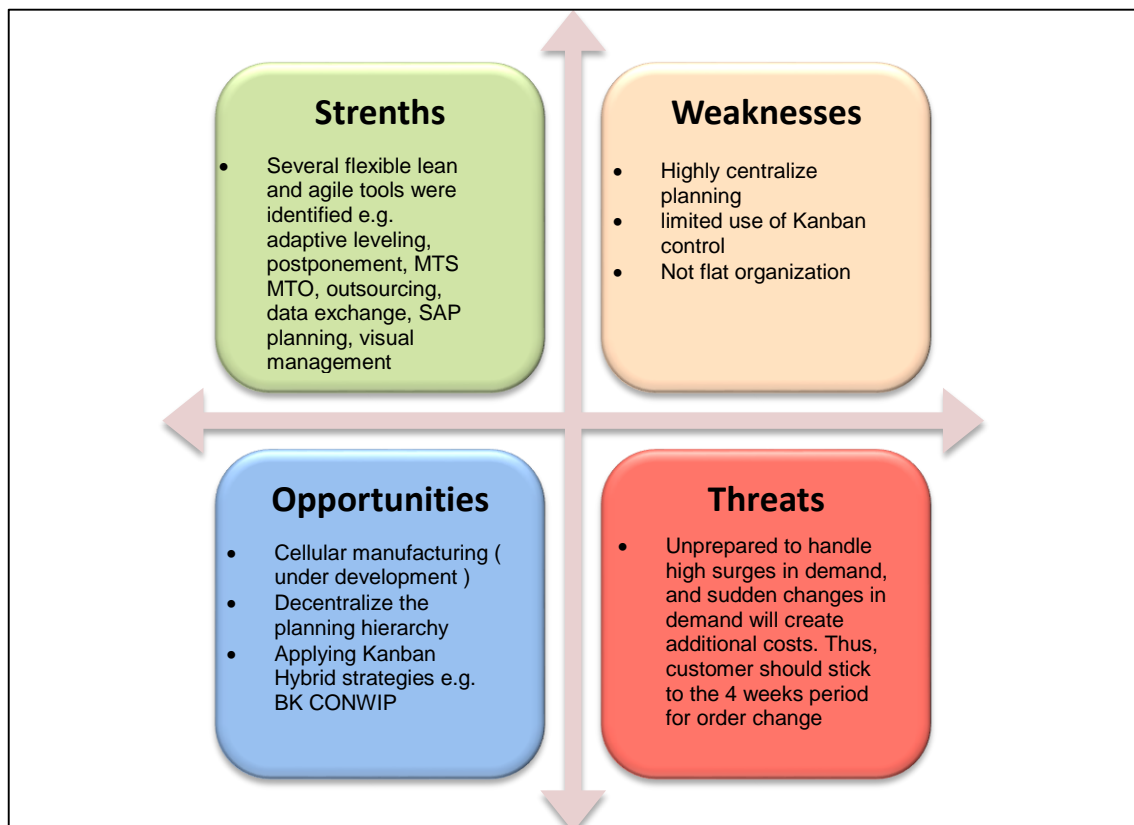 Strenths
• Several flexible lean
and agile tools were
identified e.g.
adaptive leveling,
postponement, MTS
MTO, outsourcing,
data exchange, SAP
planning, visual
management
Weaknesses
• Highly centralize
planning
• limited use of Kanban
control
• Not flat organization
Opportunities
• Cellular manufacturing (
under development )
• Decentralize the
planning hierarchy
• Applying Kanban
Hybrid strategies e.g.
BK CONWIP
Threats
• Unprepared to handle
high surges in demand,
and sudden changes in
demand will create
additional costs. Thus,
customer should stick
to the 4 weeks period
for order change